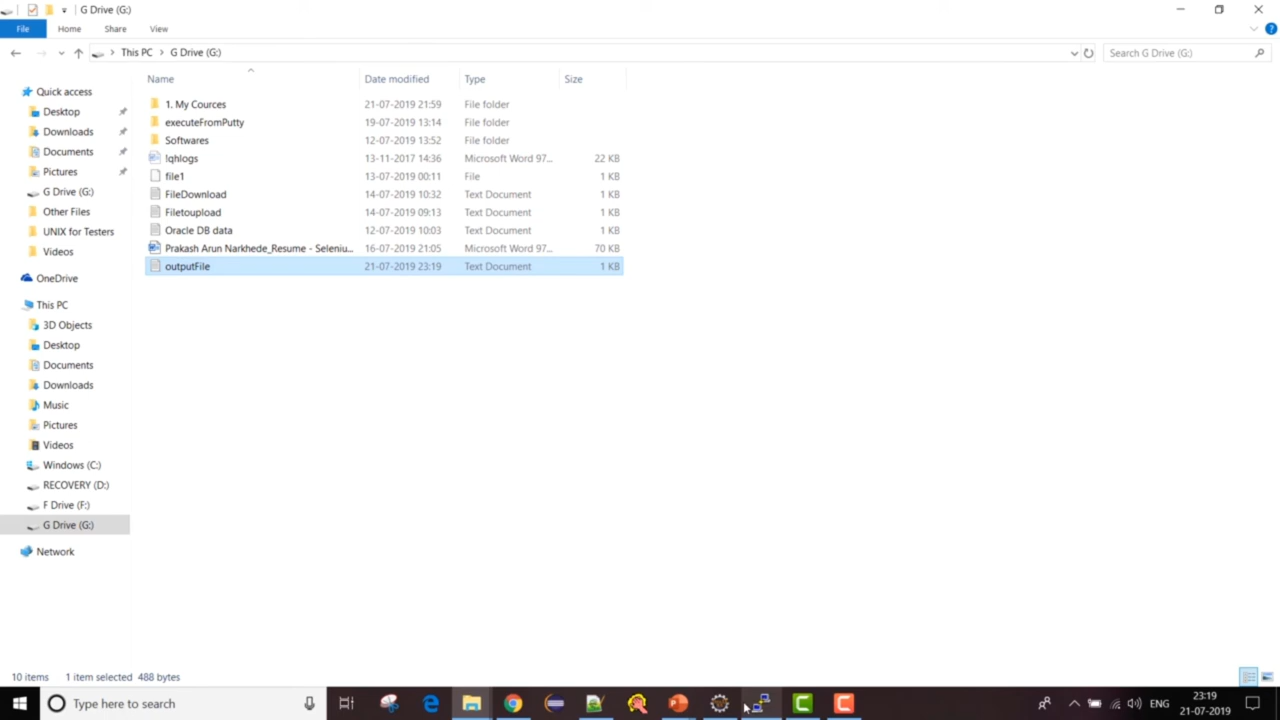 G Drive (G:)
File Home Share View
This PC > G Drive (G:)
Search G Drive (G:)
Name Date modified Type Size
1. My Cources 21-07-2019 21:59 File folder
executeFromPutty 19-07-2019 13:14 File folder
Softwares 12-07-2019 13:52 File folder
!qhlogs 13-11-2017 14:36 Microsoft Word 97... 22 KB
file1 13-07-2019 00:11 File 1 KB
FileDownload 14-07-2019 10:32 Text Document 1 KB
Filetoupload 14-07-2019 09:13 Text Document 1 KB
Oracle DB data 12-07-2019 10:03 Text Document 1 KB
Prakash Arun Narkhede_Resume - Seleniu... 16-07-2019 21:05 Microsoft Word 97... 70 KB
outputFile 21-07-2019 23:19 Text Document 1 KB
Quick access
Desktop
Downloads
Documents
Pictures
G Drive (G:)
Other Files
UNIX for Testers
Videos
OneDrive
This PC
3D Objects
Desktop
Documents
Downloads
Music
Pictures
Videos
Windows (C:)
RECOVERY (D:)
F Drive (F:)
G Drive (G:)
Network
10 items 1 item selected 488 bytes
Type here to search
ENG
23:19
21-07-2019